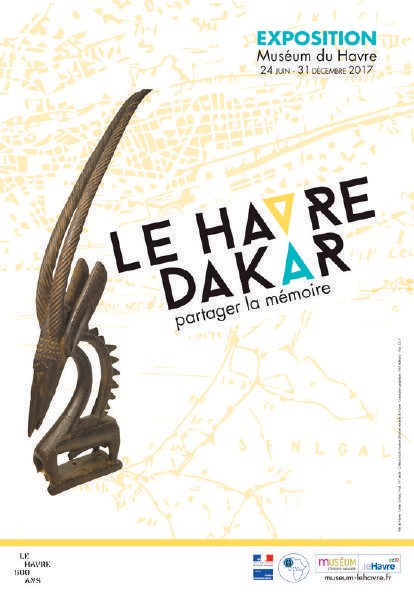 EXPOSITION
Muséum du Havre
24 JUIN - 31 DÉCEMBRE 2017
LE HAVRE
DAKAR
partager la mémoire
SENEGAL
LE
HAVRE
500
ANS
MUSÉUM
leHavre
museum-lehavre.fr